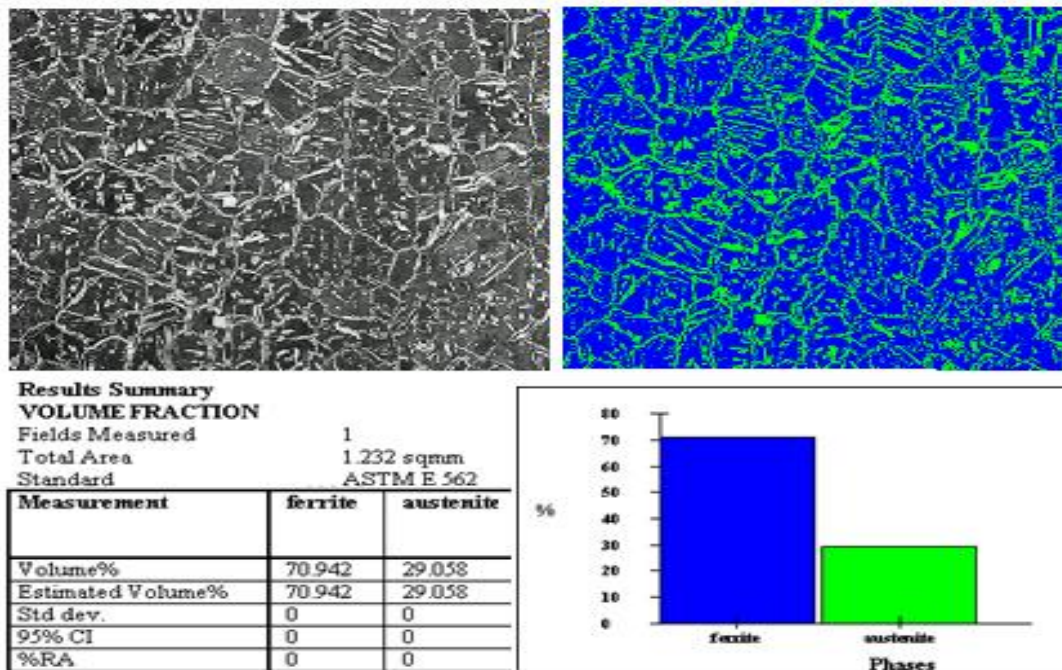 Results Summary
VOLUME FRACTION
Fields Measured 1
Total Area 1.232 sqmm
Standard ASTM E 562
Measurement ferrite austenite
Volume% 70.942 29.058
Estimated Volume% 70.942 29.058
Std dev. 0 0
95% CI 0 0
%RA 0 0
80
70
60
50
40
30
20
10
0
%
ferrite austenite
Phases